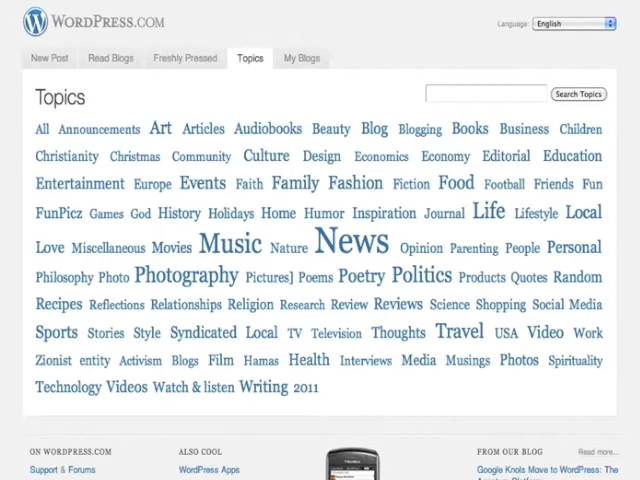 WORDPRESS.COM
Language: English
New Post Read Blogs Freshly Pressed Topics My Blogs
Topics
Search Topics
All Announcements Art Articles Audiobooks Beauty Blog Blogging Books Business Children
Christianity Christmas Community Culture Design Economics Economy Editorial Education
Entertainment Europe Events Faith Family Fashion Fiction Food Football Friends Fun
FunPicz Games God History Holidays Home Humor Inspiration Journal Life Lifestyle Local
Love Miscellaneous Movies Music Nature News Opinion Parenting People Personal
Philosophy Photo Photography Pictures] Poems Poetry Politics Products Quotes Random
Recipes Reflections Relationships Religion Research Review Reviews Science Shopping Social Media
Sports Stories Style Syndicated Local TV Television Thoughts Travel USA Video Work
Zionist entity Activism Blogs Film Hamas Health Interviews Media Musings Photos Spirituality
Technology Videos Watch & listen Writing 2011
ON WORDPRESS.COM
Support & Forums
ALSO COOL
WordPress Apps
FROM OUR BLOG Read more...
Google Knols Move to WordPress: The